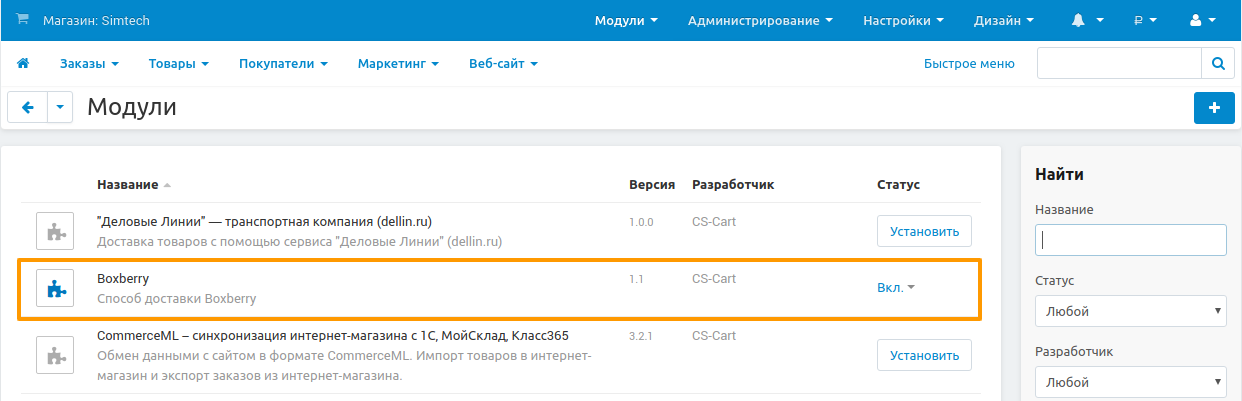 Магазин: Simtech
Модули
Администрирование
Настройки
Дизайн
₽
Заказы
Товары
Покупатели
Маркетинг
Веб-сайт
Быстрое меню
Модули
Название
Версия
Разработчик
Статус
"Деловые Линии" — транспортная компания (dellin.ru)
1.0.0
CS-Cart
Установить
Доставка товаров с помощью сервиса "Деловые Линии" (dellin.ru)
Boxberry
1.1
CS-Cart
Вкл.
Способ доставки Boxberry
CommerceML – синхронизация интернет-магазина с 1С, МойСклад, Класс365
3.2.1
CS-Cart
Установить
Обмен данными с сайтом в формате CommerceML. Импорт товаров в интернет-
магазин и экспорт заказов из интернет-магазина.
Найти
Название
Статус
Любой
Разработчик
Любой